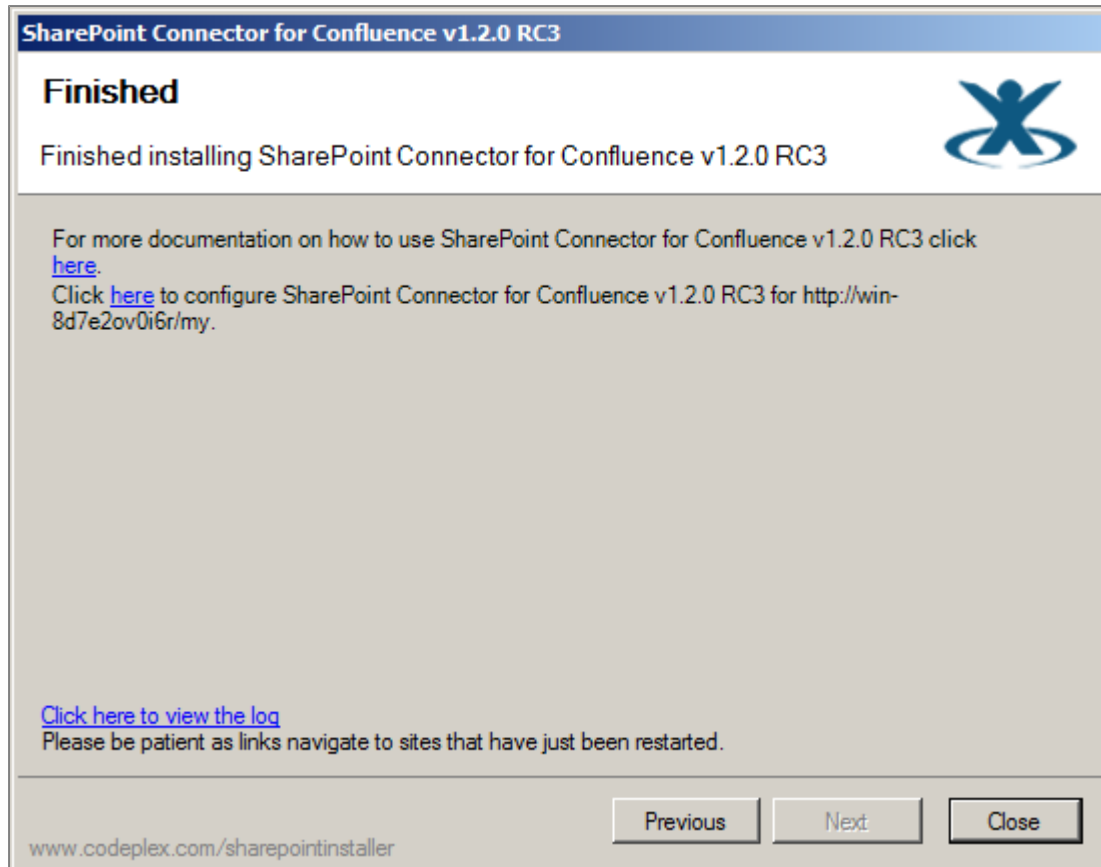 SharePoint Connector for Confluence v1.2.0 RC3
Finished
Finished installing SharePoint Connector for Confluence v1.2.0 RC3
For more documentation on how to use SharePoint Connector for Confluence v1.2.0 RC3 click
here.
Click here to configure SharePoint Connector for Confluence v1.2.0 RC3 for http://win-
8d7e2ov0i6r/my.
Click here to view the log
Please be patient as links navigate to sites that have just been restarted.
Previous
Next
Close
www.codeplex.com/sharepointinstaller